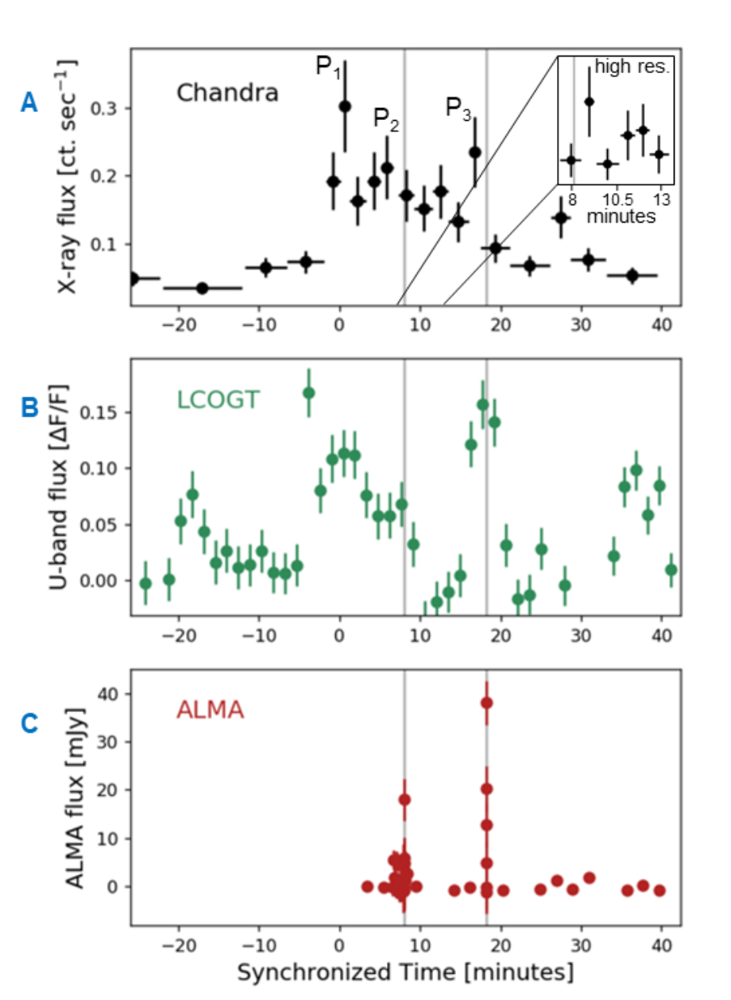 A
X-ray flux [ct. sec⁻¹]
Chandra
P₁
P₂
P₃
high res.
8 10.5 13
minutes
0.3
0.2
0.1
−20 −10 0 10 20 30 40
B
U-band flux [ΔF/F]
LCOGT
0.15
0.10
0.05
0.00
−20 −10 0 10 20 30 40
C
ALMA flux [mJy]
ALMA
40
30
20
10
0
−20 −10 0 10 20 30 40
Synchronized Time [minutes]